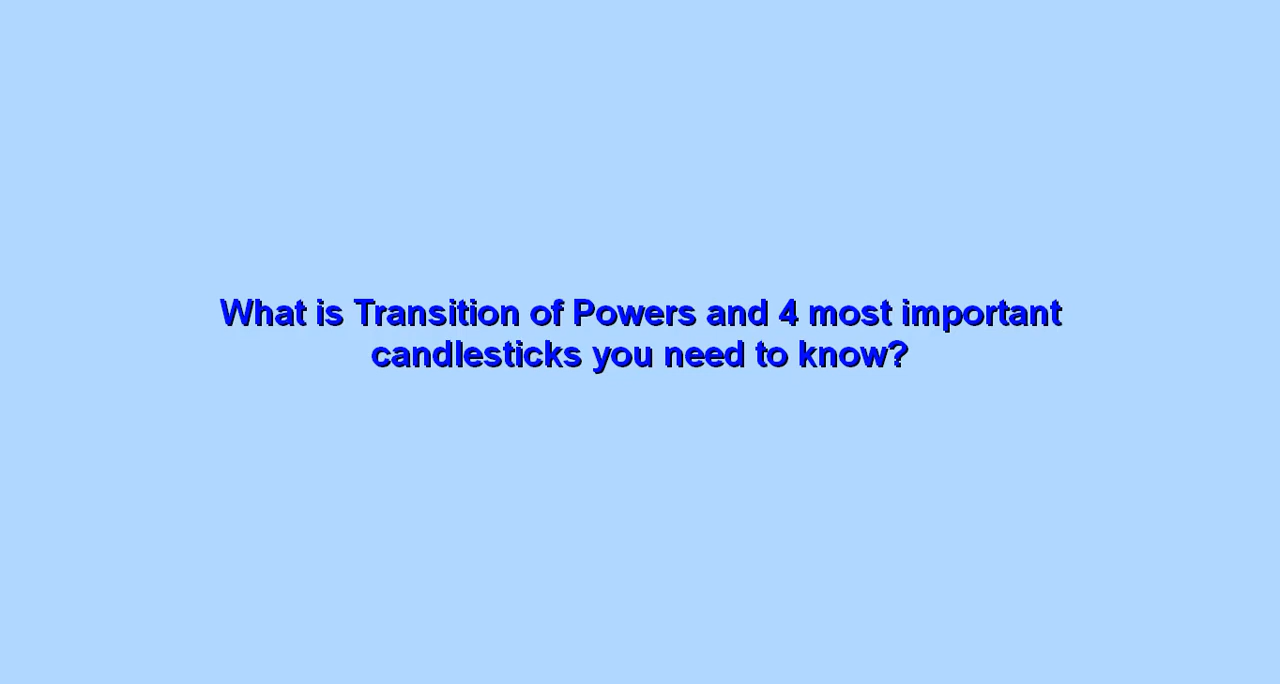 What is Transition of Powers and 4 most important
candlesticks you need to know?